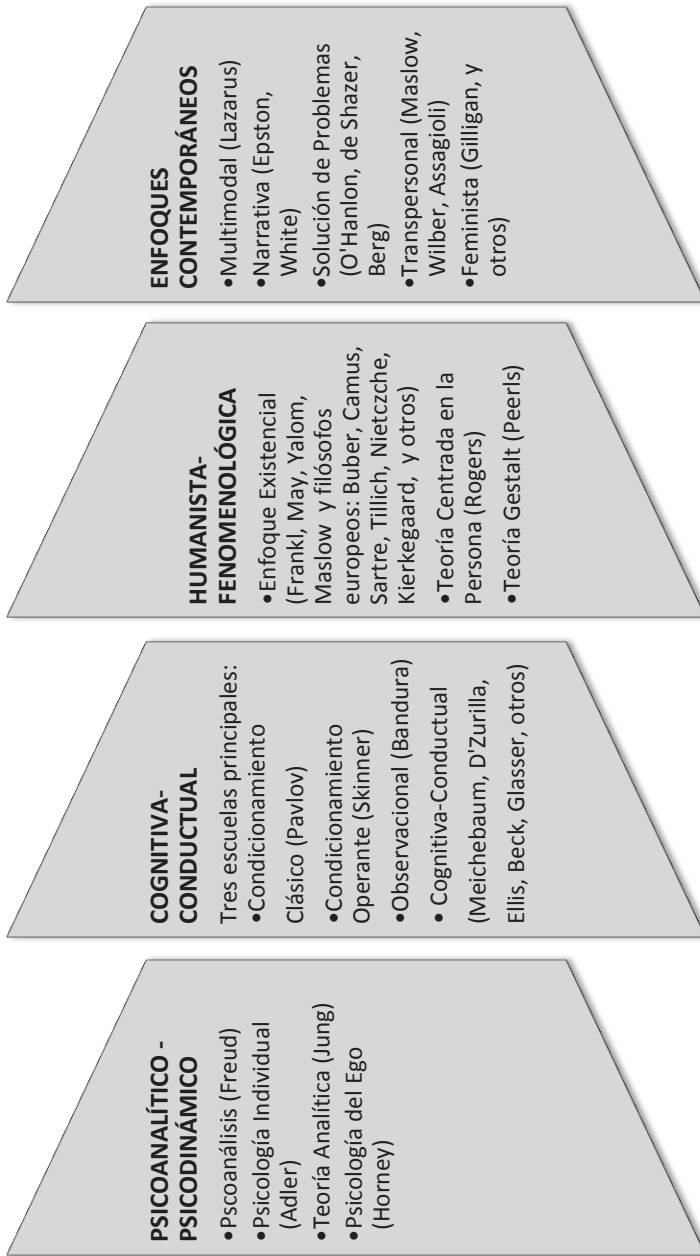 PSICOANALÍTICO -
PSICODINÁMICO
•Pscoanálisis (Freud)
•Psicología Individual
(Adler)
•Teoría Analítica (Jung)
•Psicología del Ego
(Horney)
COGNITIVA-
CONDUCTUAL
Tres escuelas principales:
•Condicionamiento
Clásico (Pavlov)
•Condicionamiento
Operante (Skinner)
•Observacional (Bandura)
• Cognitiva-Conductual
(Meichebaum, D'Zurilla,
Ellis, Beck, Glasser, otros)
HUMANISTA-
FENOMENOLÓGICA
•Enfoque Existencial
(Frankl, May, Yalom,
Maslow y filósofos
europeos: Buber, Camus,
Sartre, Tillich, Nietczche,
Kierkegaard, y otros)
•Teoría Centrada en la
Persona (Rogers)
•Teoría Gestalt (Peerls)
ENFOQUES
CONTEMPORÁNEOS
•Multimodal (Lazarus)
•Narrativa (Epston,
White)
•Solución de Problemas
(O'Hanlon, de Shazer,
Berg)
•Transpersonal (Maslow,
Wilber, Assagioli)
•Feminista (Gilligan, y
otros)